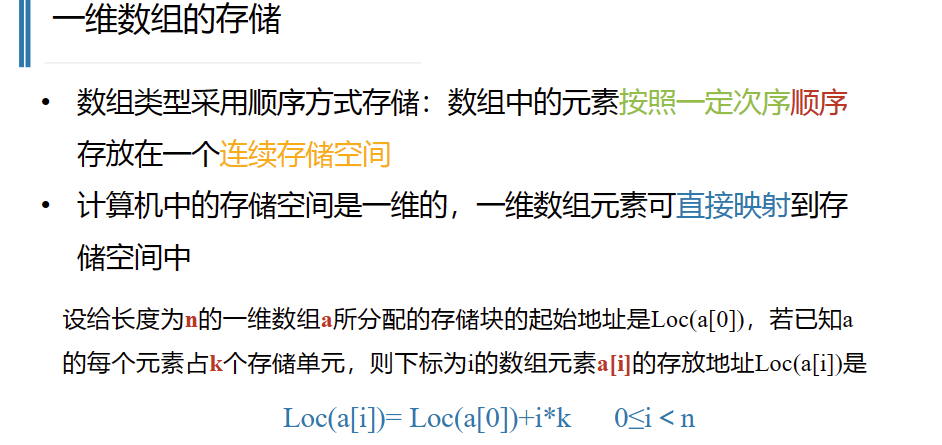 一维数组的存储
• 数组类型采用顺序方式存储：数组中的元素按照一定次序顺序
存放在一个连续存储空间
• 计算机中的存储空间是一维的，一维数组元素可直接映射到存
储空间中
设给长度为n的一维数组a所分配的存储块的起始地址是Loc(a[0])，若已知a
的每个元素占k个存储单元，则下标为i的数组元素a[i]的存放地址Loc(a[i])是
Loc(a[i])= Loc(a[0])+i*k 0≤i＜n